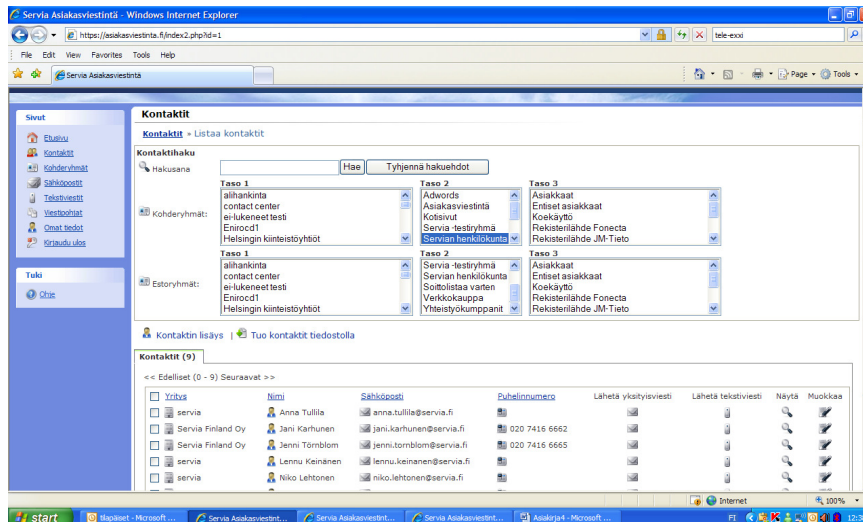 Servia Asiakasviestintä - Windows Internet Explorer
https://asiakasviestinta.fi/index2.php?id=1
tele-exxi
File Edit View Favorites Tools Help
Servia Asiakasviestintä
Page Tools
Sivut
Etusivu
Kontaktit
Kohderyhmät
Sähköpostit
Tekstiviestit
Viestipohjat
Omat tiedot
Kirjaudu ulos
Tuki
Ohje
Kontaktit
Kontaktit » Listaa kontaktit
Kontaktihaku
Hakusana Hae Tyhjennä hakuehdot
Taso 1 Taso 2 Taso 3
Kohderyhmät:
alihankinta Adwords Asiakkaat
contact center Asiakasviestintä Entiset asiakkaat
ei-lukeneet testi Kotisivut Koekäyttö
Enirocd1 Servia -testiryhmä Rekisterilähde Fonecta
Helsingin kiinteistöyhtiöt Servian henkilökunta Rekisterilähde JM-Tieto
Taso 1 Taso 2 Taso 3
Estoryhmät:
alihankinta Servia -testiryhmä Asiakkaat
contact center Servian henkilökunta Entiset asiakkaat
ei-lukeneet testi Soittolistaa varten Koekäyttö
Enirocd1 Verkkokauppa Rekisterilähde Fonecta
Helsingin kiinteistöyhtiöt Yhteistyökumppanit Rekisterilähde JM-Tieto
Kontaktin lisäys | Tuo kontaktit tiedostolla
Kontaktit (9)
<< Edelliset (0 - 9) Seuraavat >>
Yritys Nimi Sähköposti Puhelinnumero Lähetä yksityisviesti Lähetä tekstiviesti Näytä Muokkaa
servia Anna Tullila anna.tullila@servia.fi
Servia Finland Oy Jani Karhunen jani.karhunen@servia.fi 020 7416 6662
Servia Finland Oy Jenni Törnblom jenni.tornblom@servia.fi 020 7416 6665
servia Lennu Keinänen lennu.keinanen@servia.fi
servia Niko Lehtonen niko.lehtonen@servia.fi
Internet 100%
start tilapäiset - Microsoft ... Servia Asiakasviestint... Servia Asiakasviestint... Servia Asiakasviestint... Asiakirja4 - Microsoft ... FI